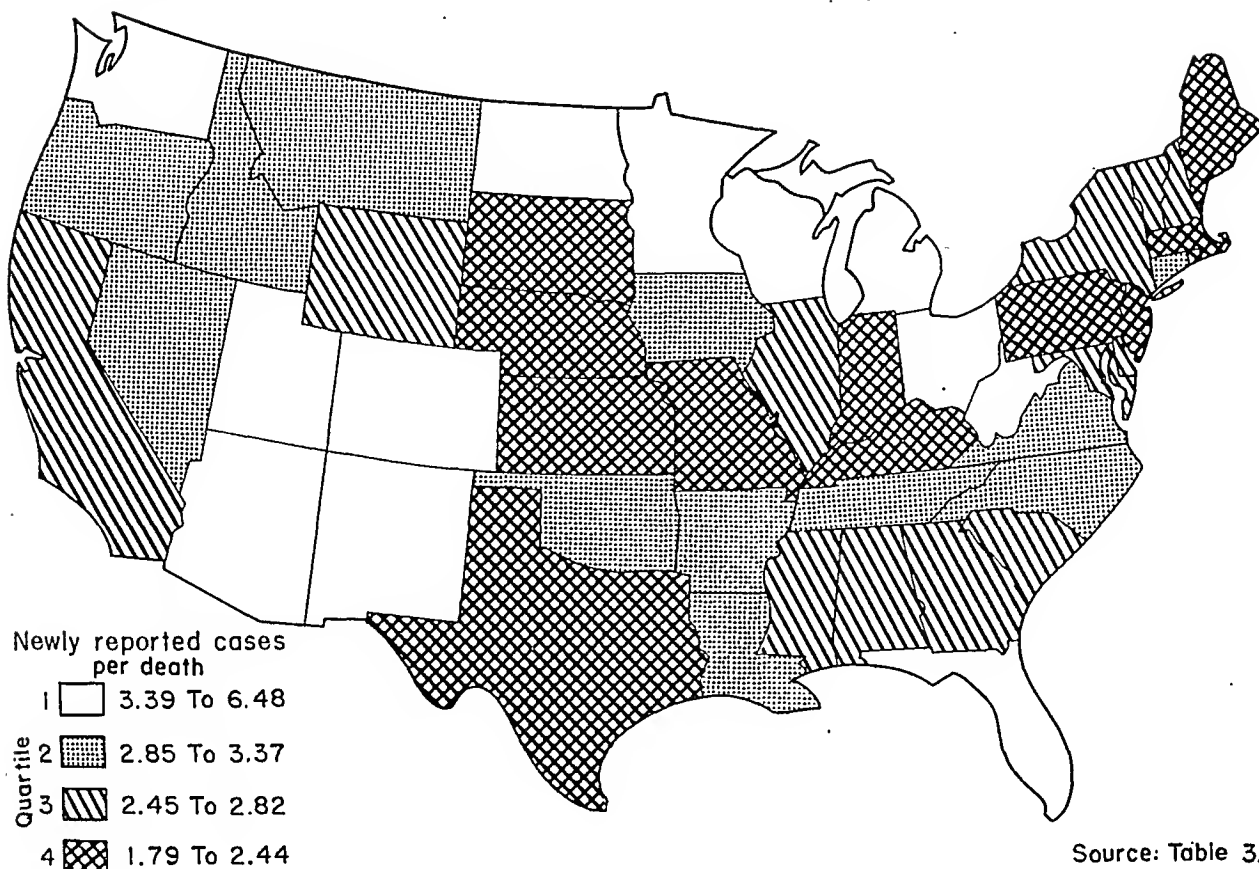 Newly reported cases
per death
Quartile
1 3.39 To 6.48
2 2.85 To 3.37
3 2.45 To 2.82
4 1.79 To 2.44
Source: Table 3.